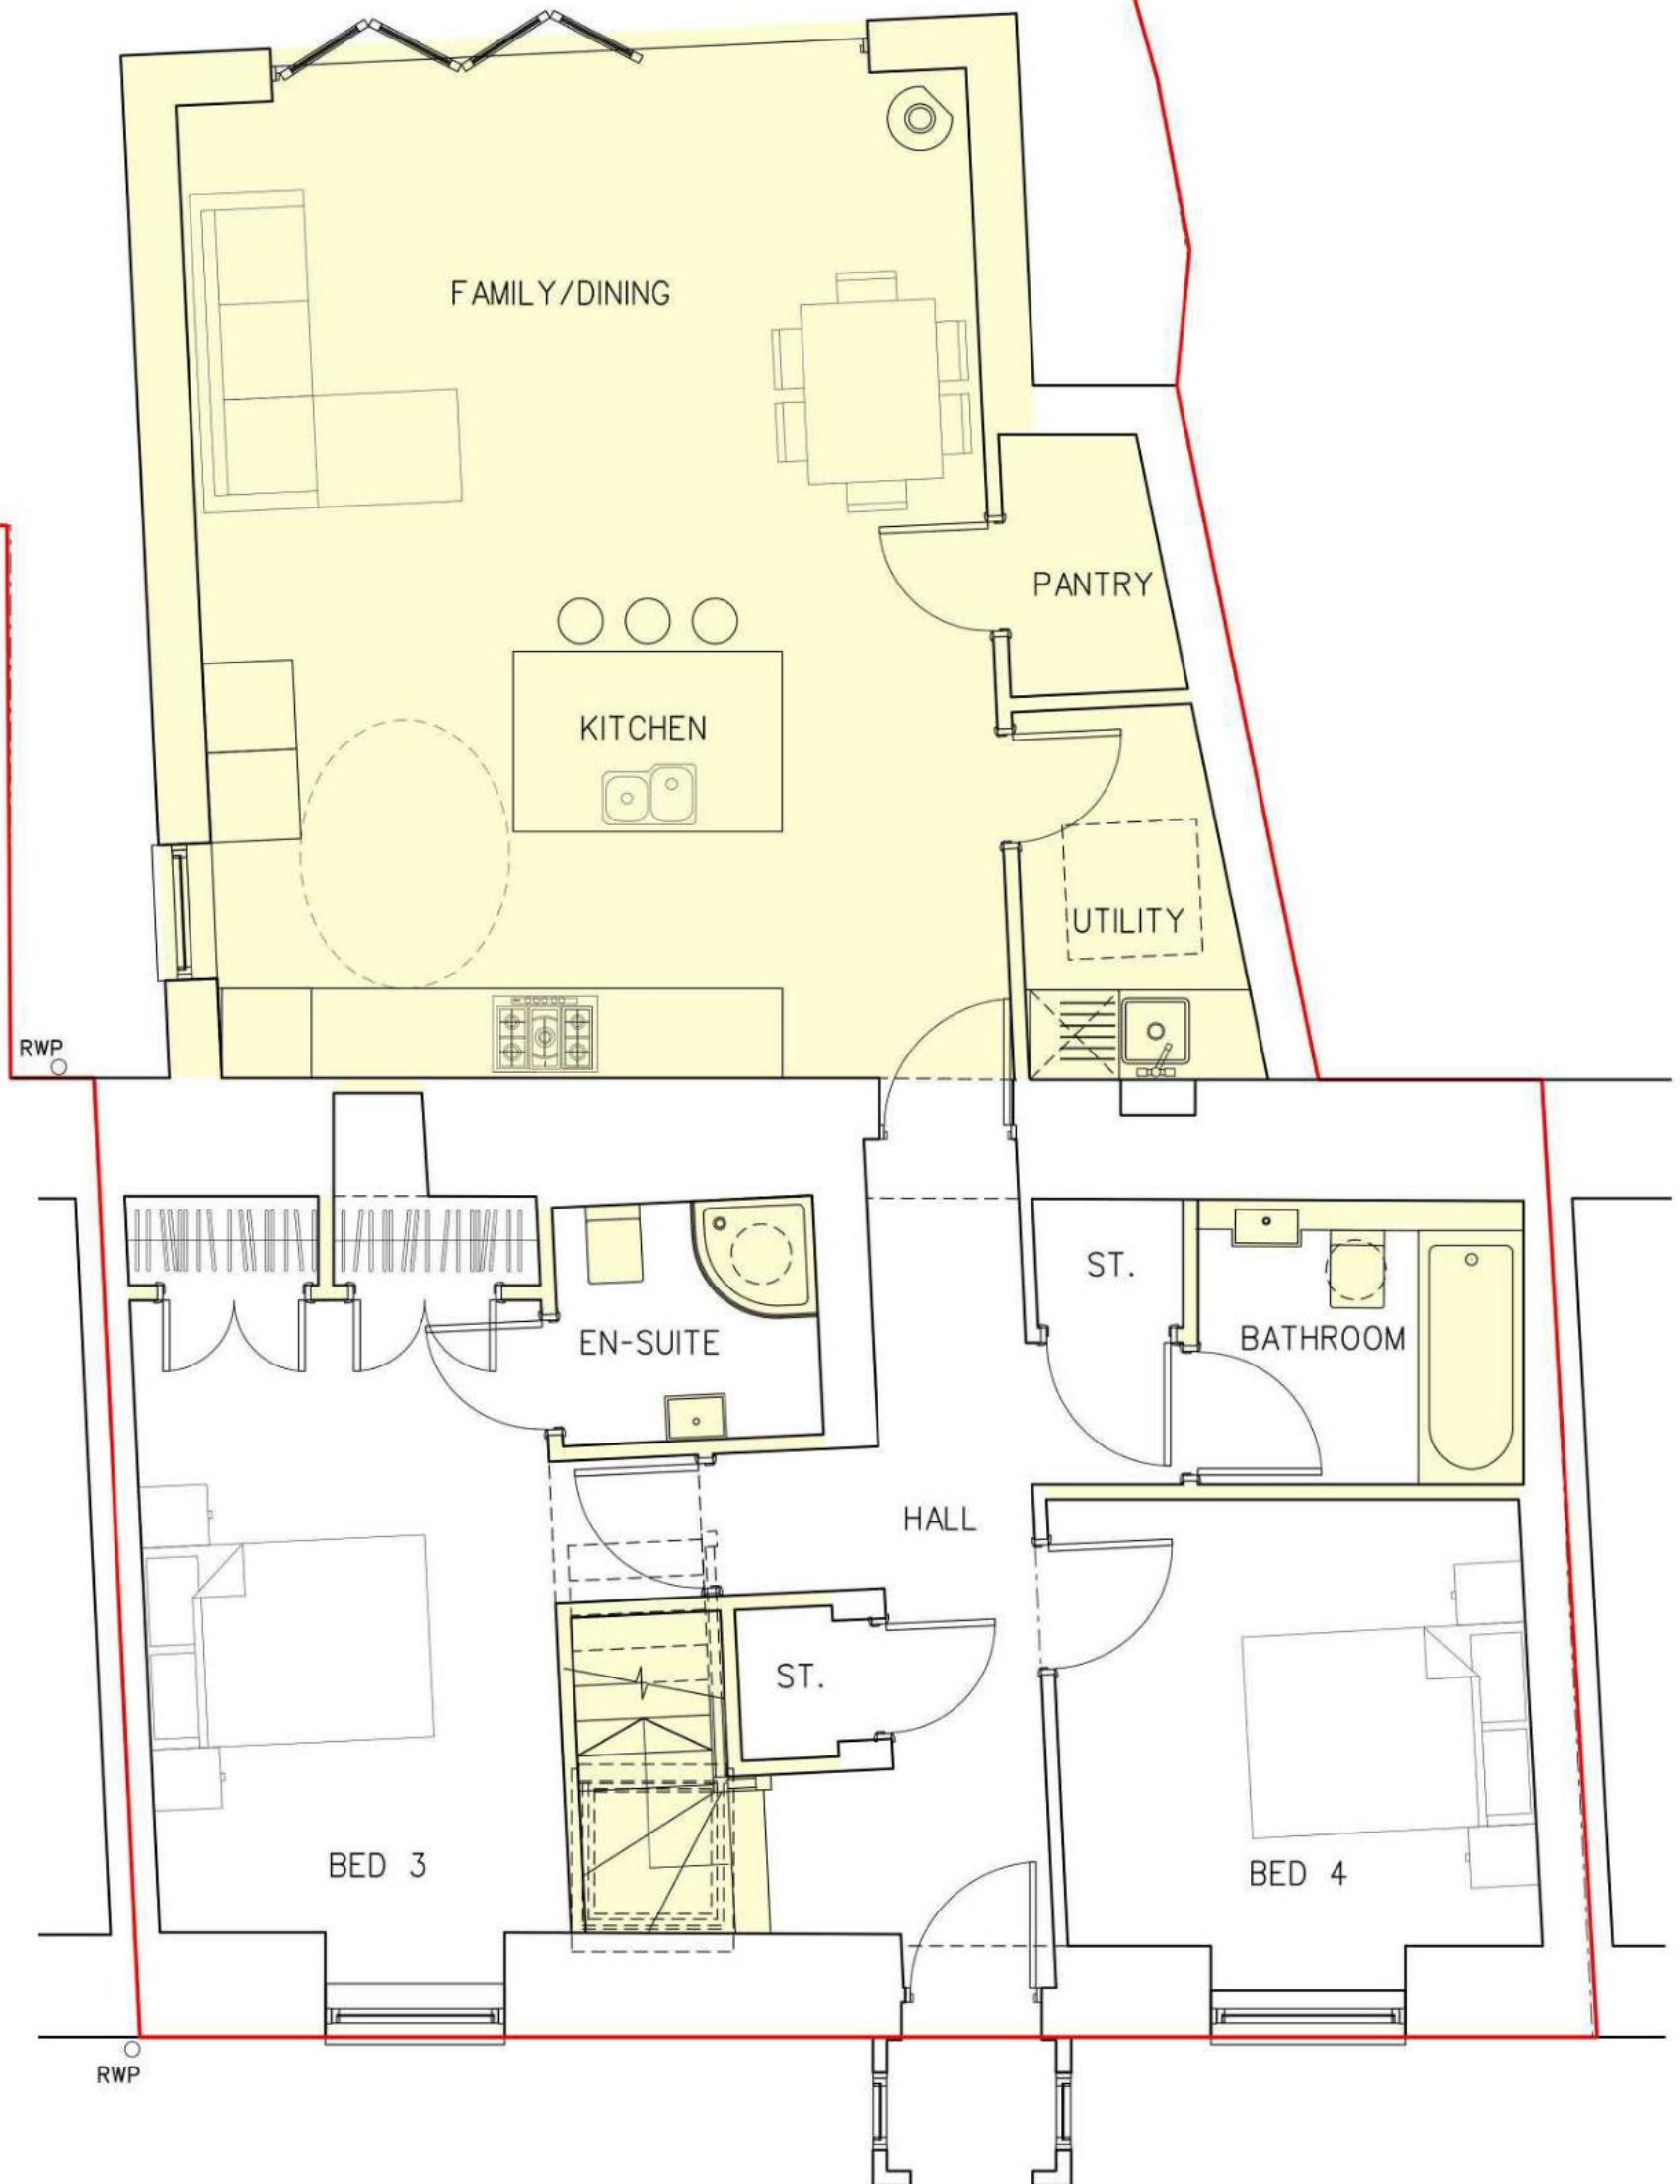 FAMILY/DINING
PANTRY
KITCHEN
UTILITY
RWP
ST.
EN-SUITE
BATHROOM
HALL
ST.
BED 3
BED 4
RWP